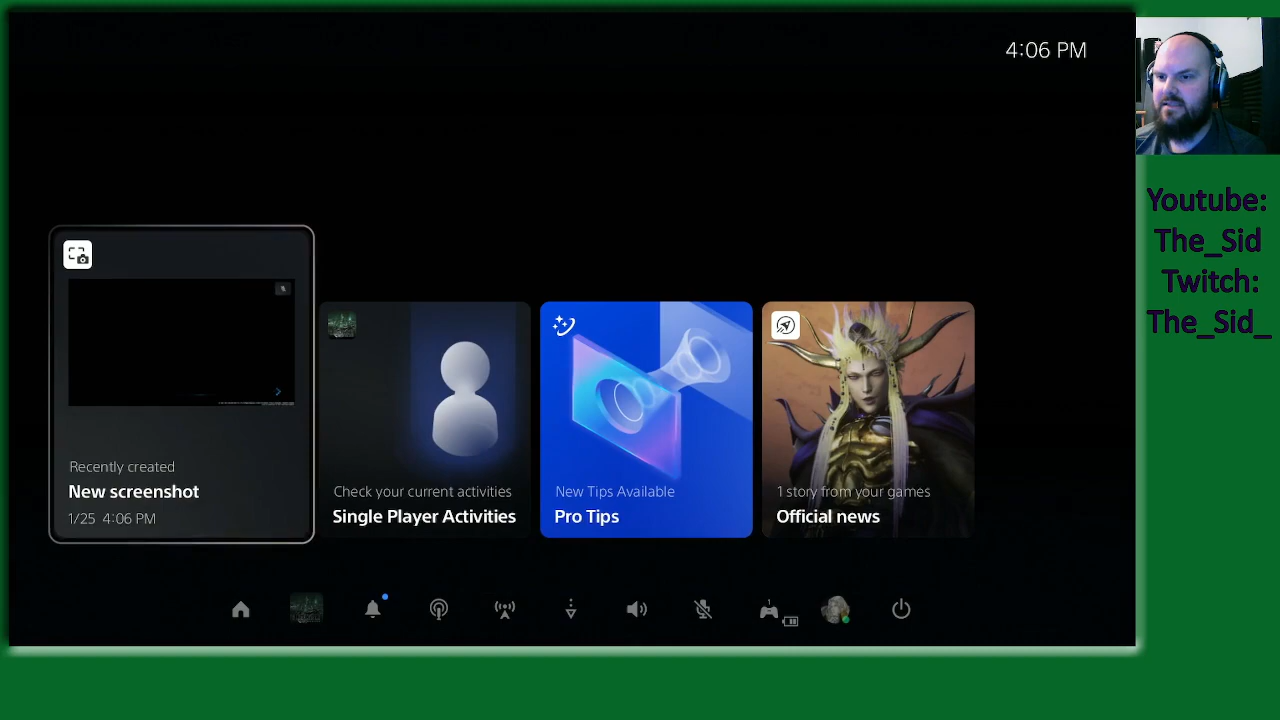 4:06 PM
Youtube:
The_Sid
Twitch:
The_Sid_
Recently created
New screenshot
1/25 4:06 PM
Check your current activities
Single Player Activities
New Tips Available
Pro Tips
1 story from your games
Official news